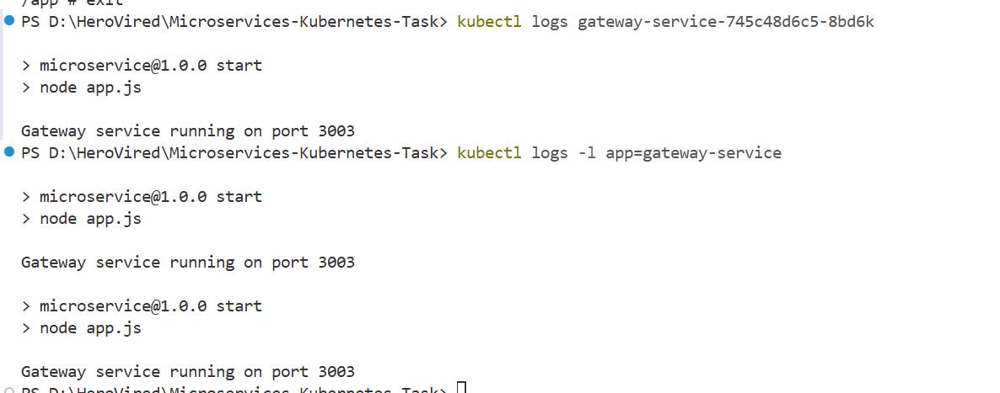 /app # exit
PS D:\HeroVired\Microservices-Kubernetes-Task> kubectl logs gateway-service-745c48d6c5-8bd6k
> microservice@1.0.0 start
> node app.js
Gateway service running on port 3003
PS D:\HeroVired\Microservices-Kubernetes-Task> kubectl logs -l app=gateway-service
> microservice@1.0.0 start
> node app.js
Gateway service running on port 3003
> microservice@1.0.0 start
> node app.js
Gateway service running on port 3003
PS D:\HeroVired\Microservices-Kubernetes-Task>